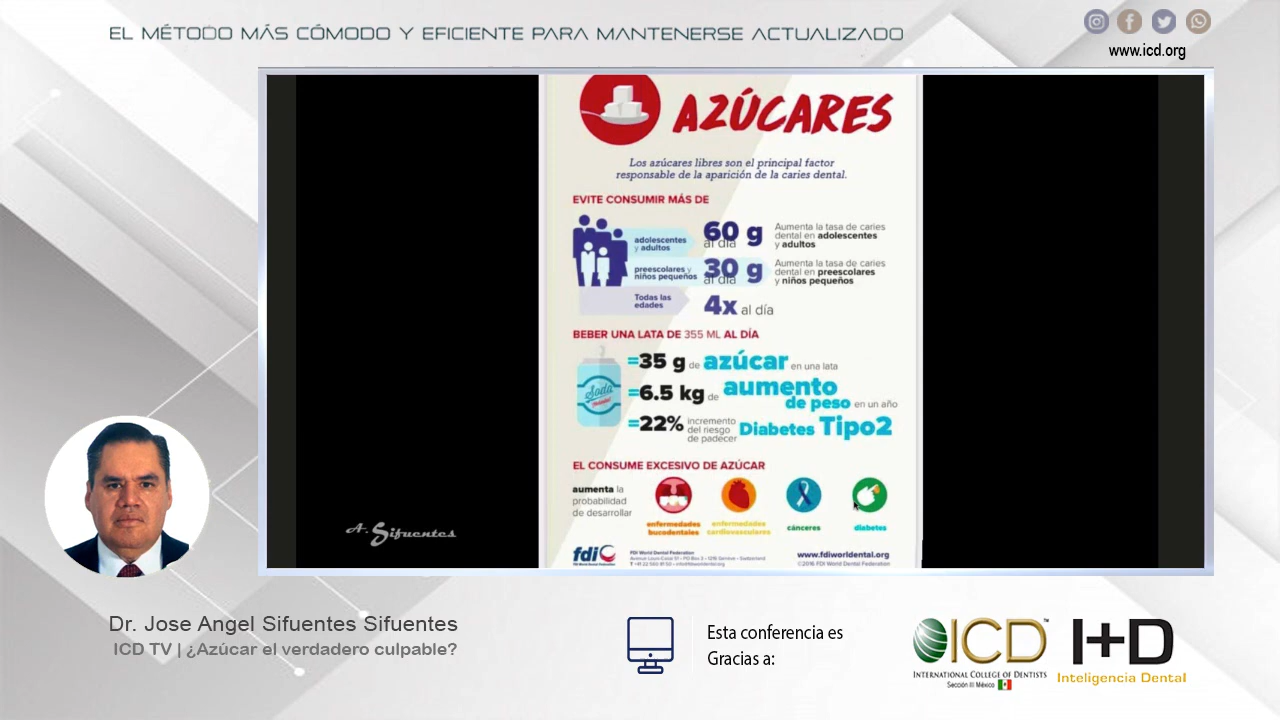 EL MÉTODO MÁS CÓMODO Y EFICIENTE PARA MANTENERSE ACTUALIZADO
www.icd.org
AZÚCARES
Los azúcares libres son el principal factor
responsable de la aparición de la caries dental.
EVITE CONSUMIR MÁS DE
adolescentes
y adultos
60 g
al día
Aumenta la tasa de caries
dental en adolescentes
y adultos
preescolares y
niños pequeños
30 g
al día
Aumenta la tasa de caries
dental en preescolares
y niños pequeños
Todas las
edades
4x al día
BEBER UNA LATA DE 355 ML AL DÍA
Soda
=35 g de azúcar en una lata
=6.5 kg de aumento
de peso en un año
=22% incremento
del riesgo
de padecer
Diabetes Tipo2
EL CONSUME EXCESIVO DE AZÚCAR
aumenta la
probabilidad
de desarrollar
enfermedades
bucodentales
enfermedades
cardiovasculares
cánceres
diabetes
A. Sifuentes
fdi
FDI World Dental Federation
FDI World Dental Federation
www.fdiworldental.org
©2016 FDI World Dental Federation
Dr. Jose Angel Sifuentes Sifuentes
ICD TV | ¿Azúcar el verdadero culpable?
Esta conferencia es
Gracias a:
ICD™
INTERNATIONAL COLLEGE OF DENTISTS
Sección III México
I+D
Inteligencia Dental